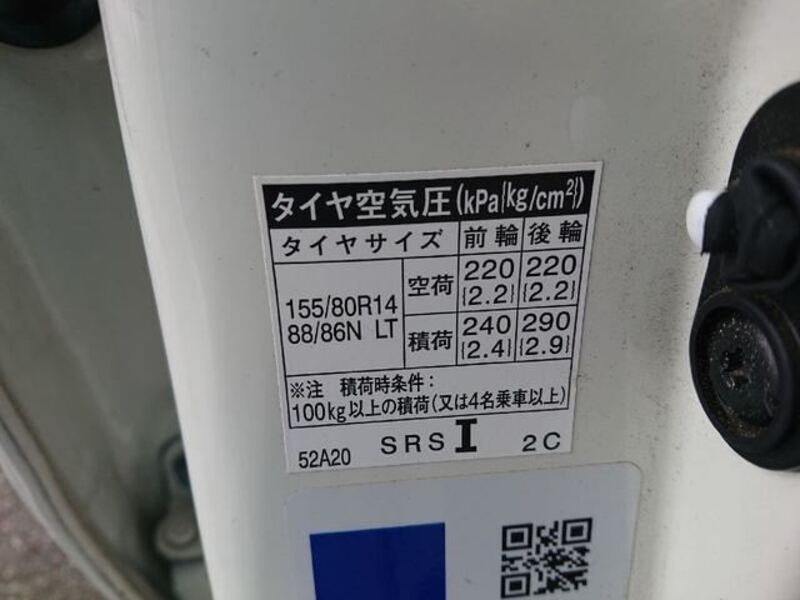 タイヤ空気圧(kPa{kg/cm²})
タイヤサイズ 前輪 後輪
155/80R14
88/86N LT
空荷 220 220
{2.2} {2.2}
積荷 240 290
{2.4} {2.9}
※注 積荷時条件:
100kg以上の積荷(又は4名乗車以上)
52A20 SRS I 2C